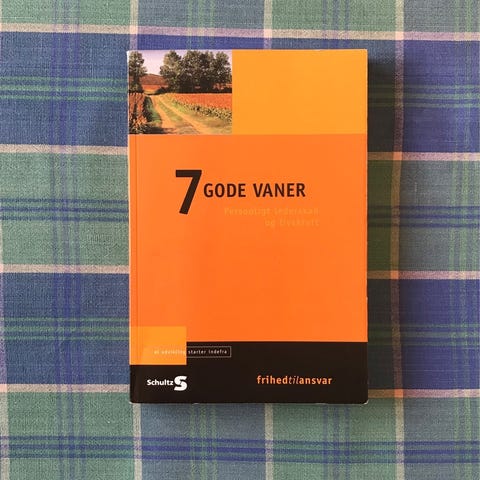 7 GODE VANER
Personligt lederskab
og livskraft
al udvikling starter indefra
Schultz
frihedtilansvar